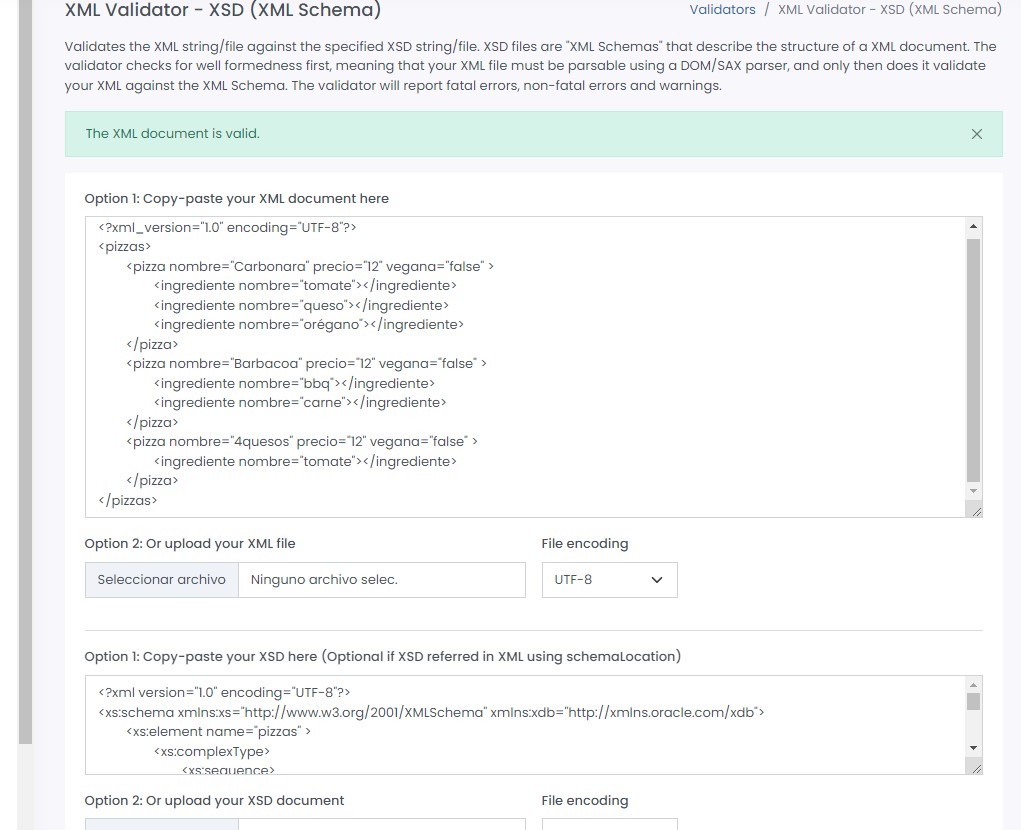 XML Validator - XSD (XML Schema)
Validators / XML Validator - XSD (XML Schema)
Validates the XML string/file against the specified XSD string/file. XSD files are "XML Schemas" that describe the structure of a XML document. The
validator checks for well formedness first, meaning that your XML file must be parsable using a DOM/SAX parser, and only then does it validate
your XML against the XML Schema. The validator will report fatal errors, non-fatal errors and warnings.
The XML document is valid.
Option 1: Copy-paste your XML document here
<?xml_version="1.0" encoding="UTF-8"?>
<pizzas>
<pizza nombre="Carbonara" precio="12" vegana="false" >
<ingrediente nombre="tomate"></ingrediente>
<ingrediente nombre="queso"></ingrediente>
<ingrediente nombre="orégano"></ingrediente>
</pizza>
<pizza nombre="Barbacoa" precio="12" vegana="false" >
<ingrediente nombre="bbq"></ingrediente>
<ingrediente nombre="carne"></ingrediente>
</pizza>
<pizza nombre="4quesos" precio="12" vegana="false" >
<ingrediente nombre="tomate"></ingrediente>
</pizza>
</pizzas>
Option 2: Or upload your XML file
File encoding
Seleccionar archivo
Ninguno archivo selec.
UTF-8
Option 1: Copy-paste your XSD here (Optional if XSD referred in XML using schemaLocation)
<?xml version="1.0" encoding="UTF-8"?>
<xs:schema xmlns:xs="http://www.w3.org/2001/XMLSchema" xmlns:xdb="http://xmlns.oracle.com/xdb">
<xs:element name="pizzas" >
<xs:complexType>
<xs:sequence>
Option 2: Or upload your XSD document
File encoding